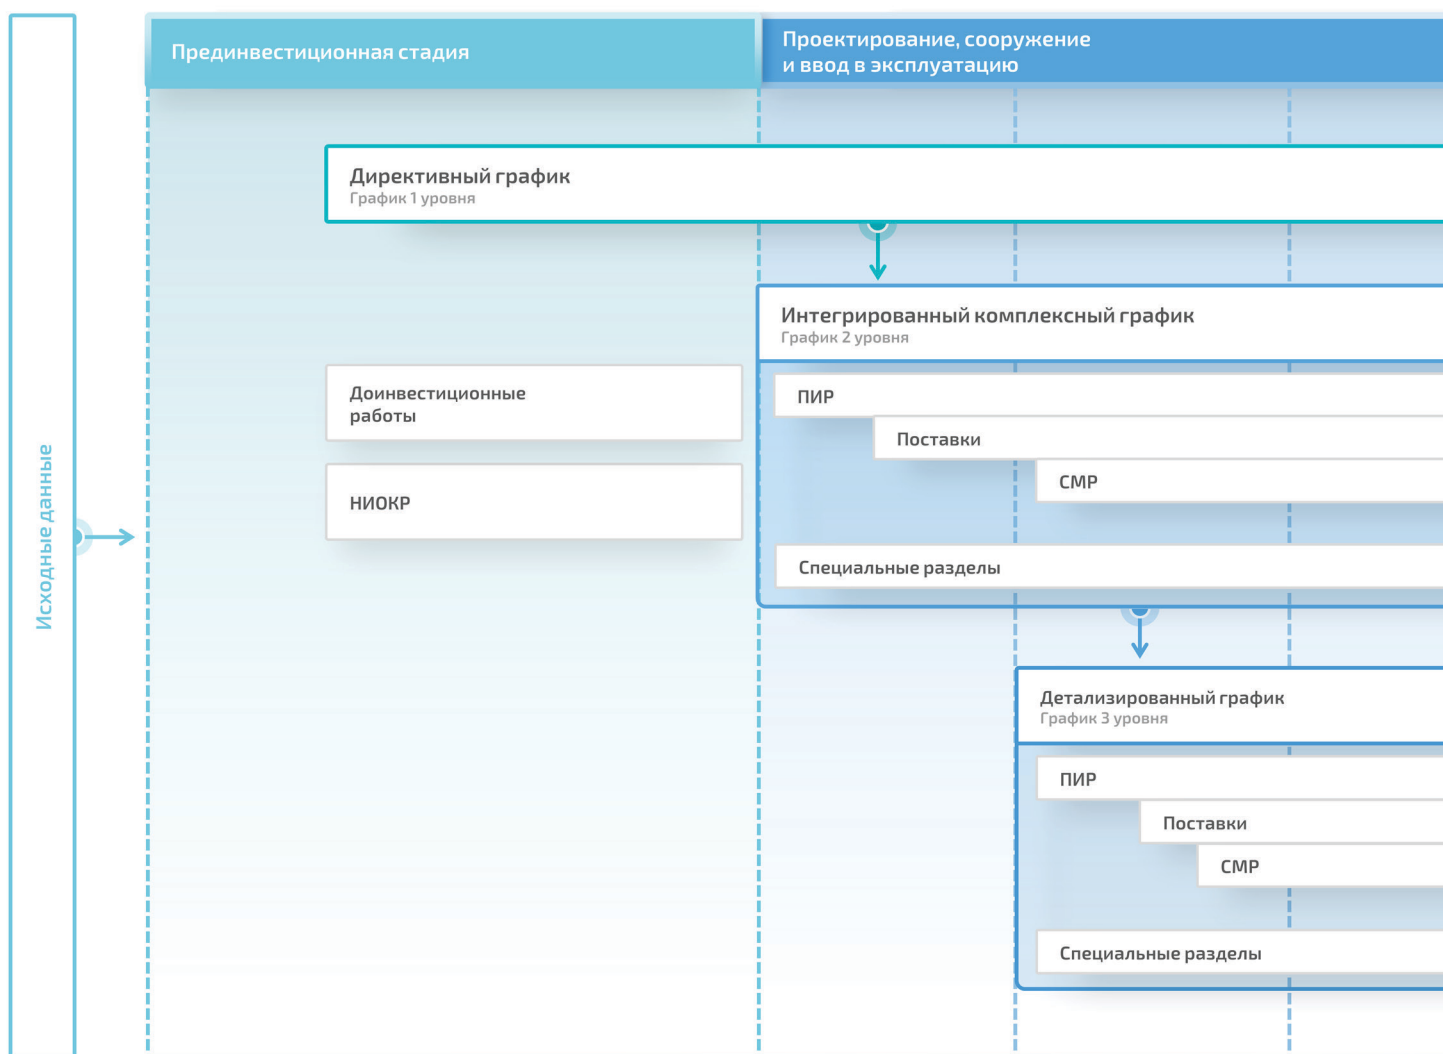 Прединвестиционная стадия
Проектирование, сооружение
и ввод в эксплуатацию
Директивный график
График 1 уровня
Интегрированный комплексный график
График 2 уровня
Доинвестиционные
работы
НИОКР
ПИР
Поставки
СМР
Специальные разделы
Исходные данные
Детализированный график
График 3 уровня
ПИР
Поставки
СМР
Специальные разделы